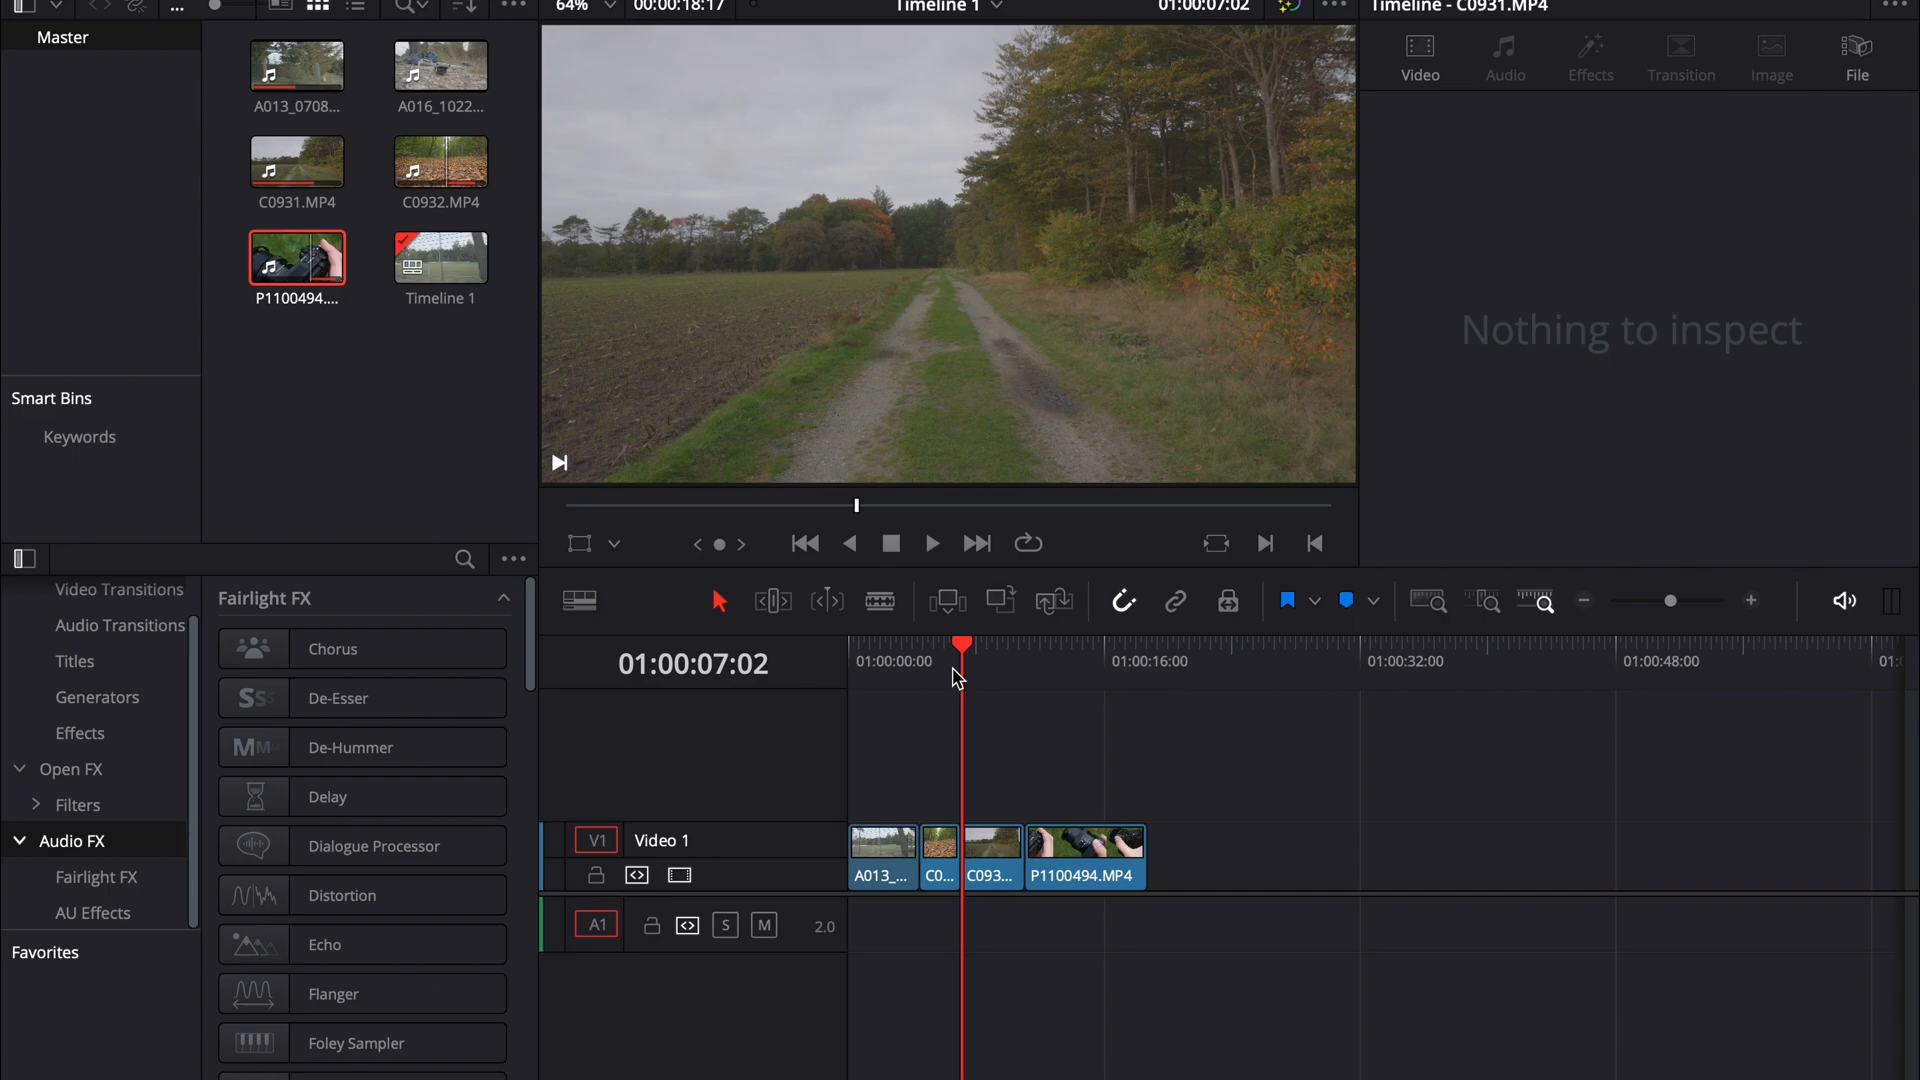 64%
00:00:18:17
Timeline 1
01:00:07:02
Timeline - C0931.MP4
Master
A013_0708...
A016_1022...
C0931.MP4
C0932.MP4
P1100494....
Timeline 1
Smart Bins
Keywords
Video
Audio
Effects
Transition
Image
File
Nothing to inspect
Video Transitions
Audio Transitions
Titles
Generators
Effects
Open FX
Filters
Audio FX
Fairlight FX
AU Effects
Favorites
Fairlight FX
Chorus
SSS
De-Esser
De-Hummer
Delay
Dialogue Processor
Distortion
Echo
Flanger
Foley Sampler
01:00:07:02
01:00:00:00
01:00:16:00
01:00:32:00
01:00:48:00
01:
V1
Video 1
A013_...
C0...
C093...
P1100494.MP4
A1
S
M
2.0